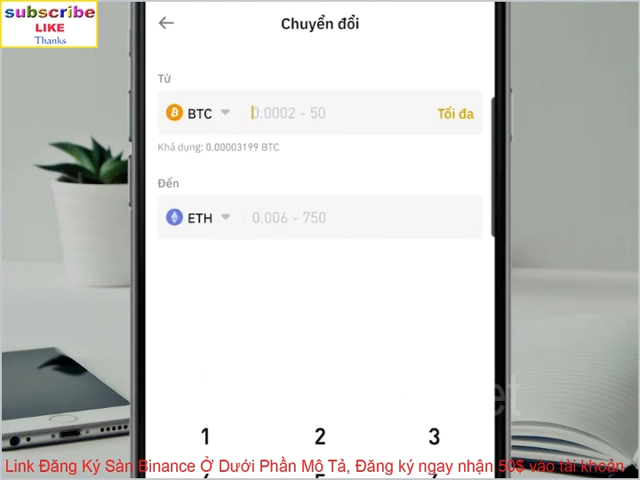 subscribe
LIKE
Thanks
Chuyển đổi
Từ
BTC 0.0002 - 50 Tối đa
Khả dụng: 0.00003199 BTC
Đến
ETH 0.006 - 750
1 2 3
Link Đăng Ký Sàn Binance Ở Dưới Phần Mô Tả, Đăng ký ngay nhận 50$ vào tài khoản